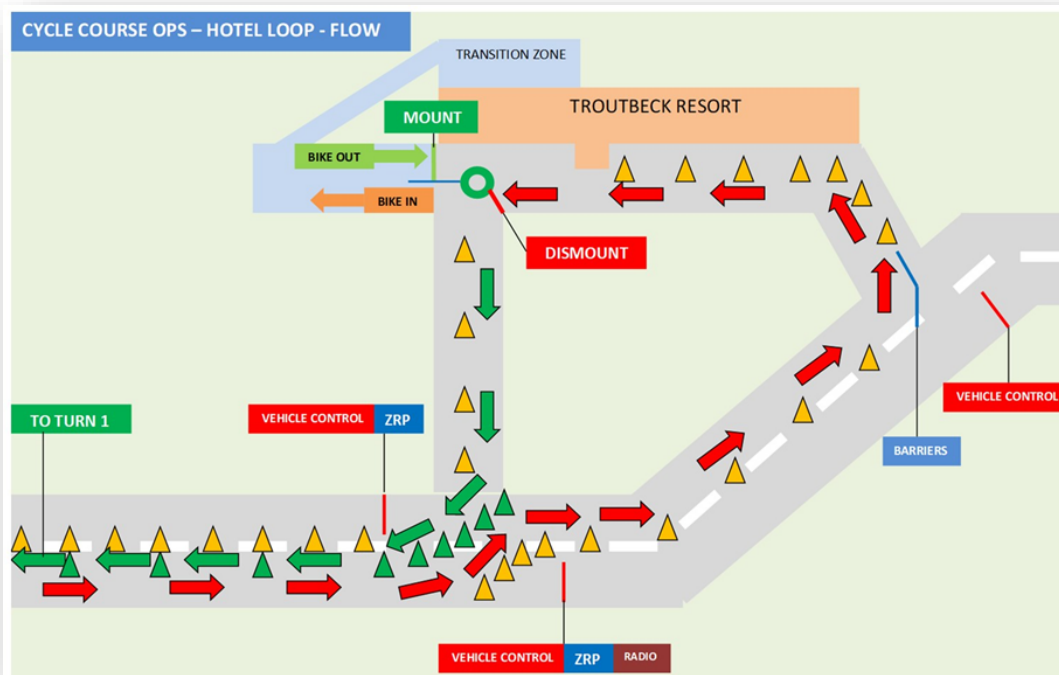 CYCLE COURSE OPS – HOTEL LOOP - FLOW
TRANSITION ZONE
TROUTBECK RESORT
MOUNT
BIKE OUT
BIKE IN
DISMOUNT
TO TURN 1
VEHICLE CONTROL ZRP
VEHICLE CONTROL
BARRIERS
VEHICLE CONTROL ZRP RADIO